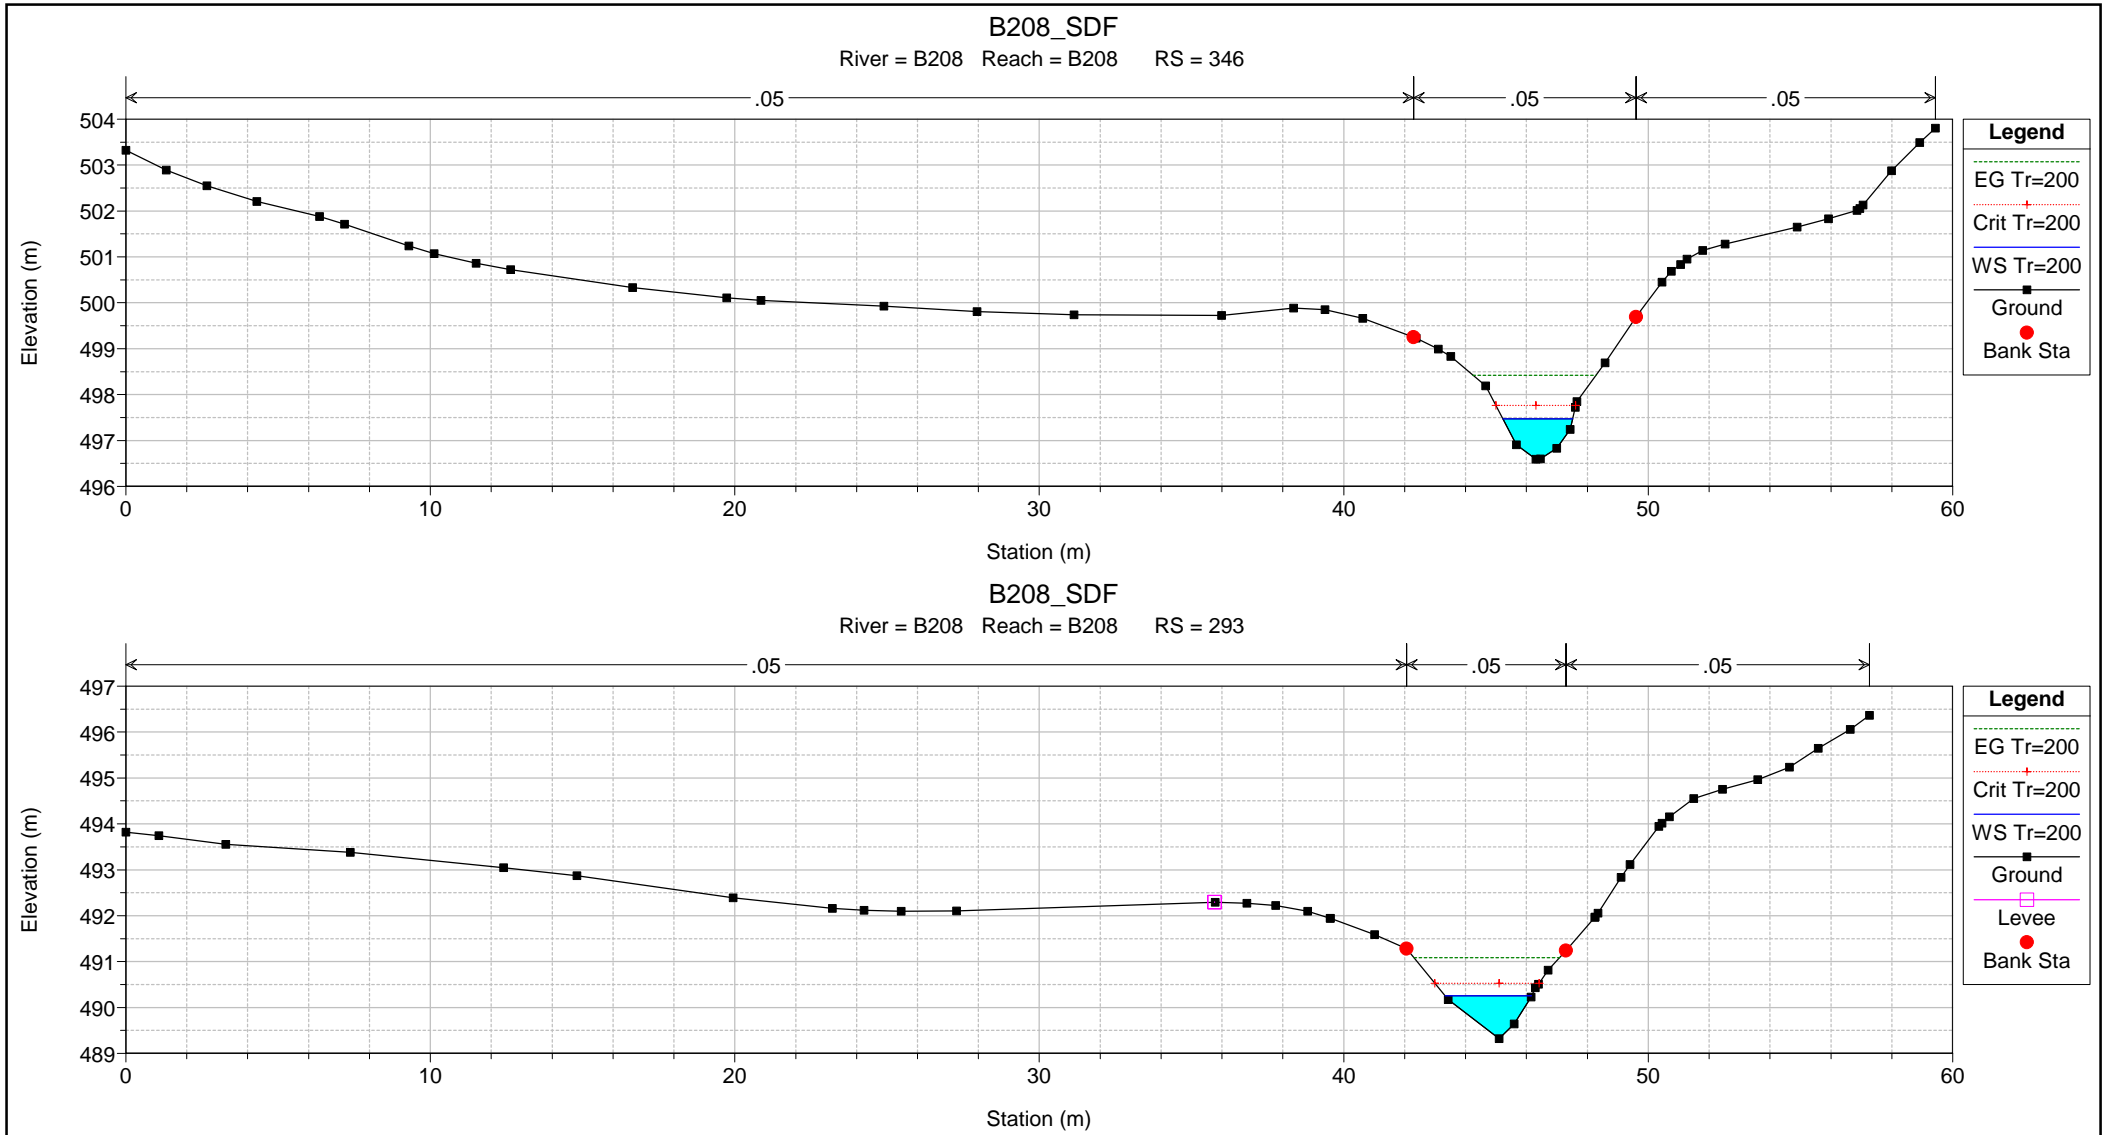 B208_SDF
River = B208   Reach = B208      RS = 346
.05   .05   .05
504
503
502
501
500
499
498
497
496
Elevation (m)
0   10   20   30   40   50   60
Station (m)
Legend
EG Tr=200
Crit Tr=200
WS Tr=200
Ground
Bank Sta
B208_SDF
River = B208   Reach = B208      RS = 293
.05   .05   .05
497
496
495
494
493
492
491
490
489
Elevation (m)
0   10   20   30   40   50   60
Station (m)
Legend
EG Tr=200
Crit Tr=200
WS Tr=200
Ground
Levee
Bank Sta